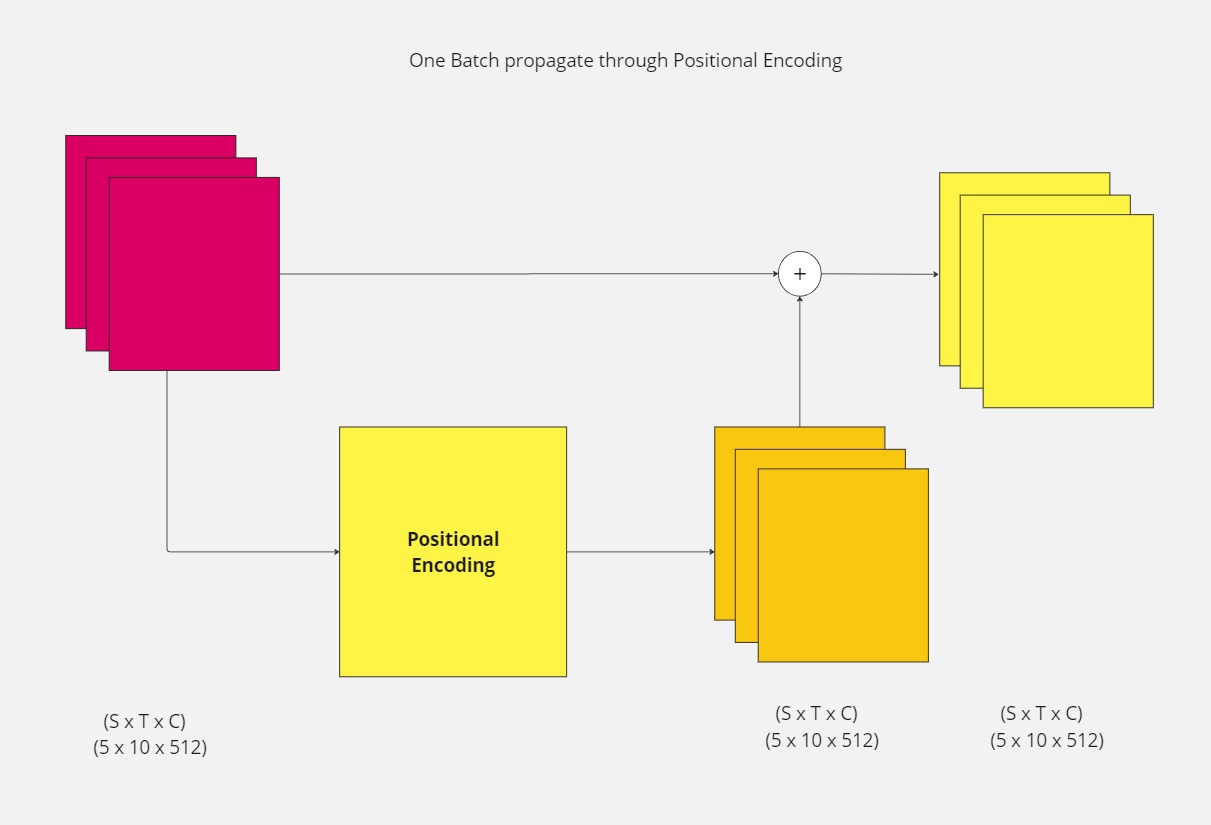 One Batch propagate through Positional Encoding
+
Positional
Encoding
(S x T x C)
(5 x 10 x 512)
(S x T x C)
(5 x 10 x 512)
(S x T x C)
(5 x 10 x 512)